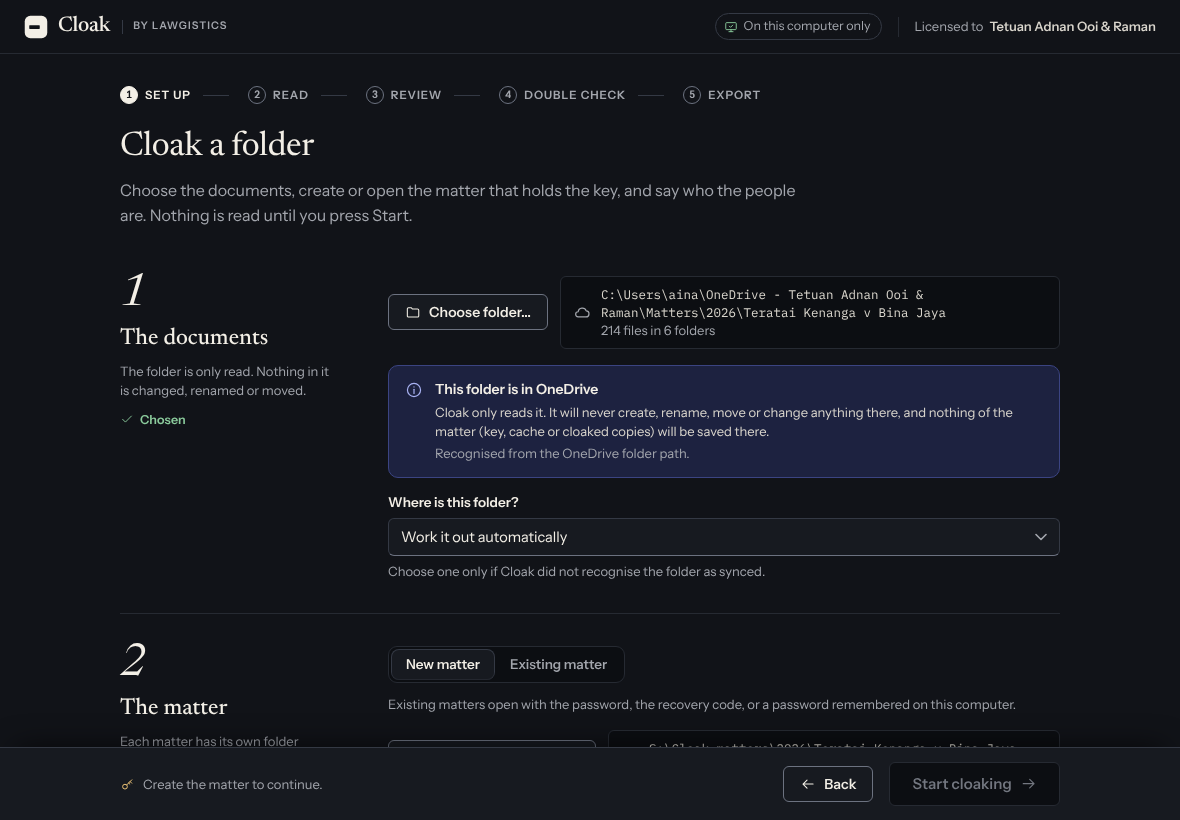 Cloak
BY LAWGISTICS
On this computer only
Licensed to Tetuan Adnan Ooi & Raman
1 SET UP
2 READ
3 REVIEW
4 DOUBLE CHECK
5 EXPORT
Cloak a folder
Choose the documents, create or open the matter that holds the key, and say who the people
are. Nothing is read until you press Start.
1
The documents
The folder is only read. Nothing in it
is changed, renamed or moved.
Chosen
Choose folder...
C:\Users\aina\OneDrive - Tetuan Adnan Ooi &
Raman\Matters\2026\Teratai Kenanga v Bina Jaya
214 files in 6 folders
This folder is in OneDrive
Cloak only reads it. It will never create, rename, move or change anything there, and nothing of the
matter (key, cache or cloaked copies) will be saved there.
Recognised from the OneDrive folder path.
Where is this folder?
Work it out automatically
Choose one only if Cloak did not recognise the folder as synced.
2
The matter
Each matter has its own folder
New matter
Existing matter
Existing matters open with the password, the recovery code, or a password remembered on this computer.
Create the matter to continue.
Back
Start cloaking